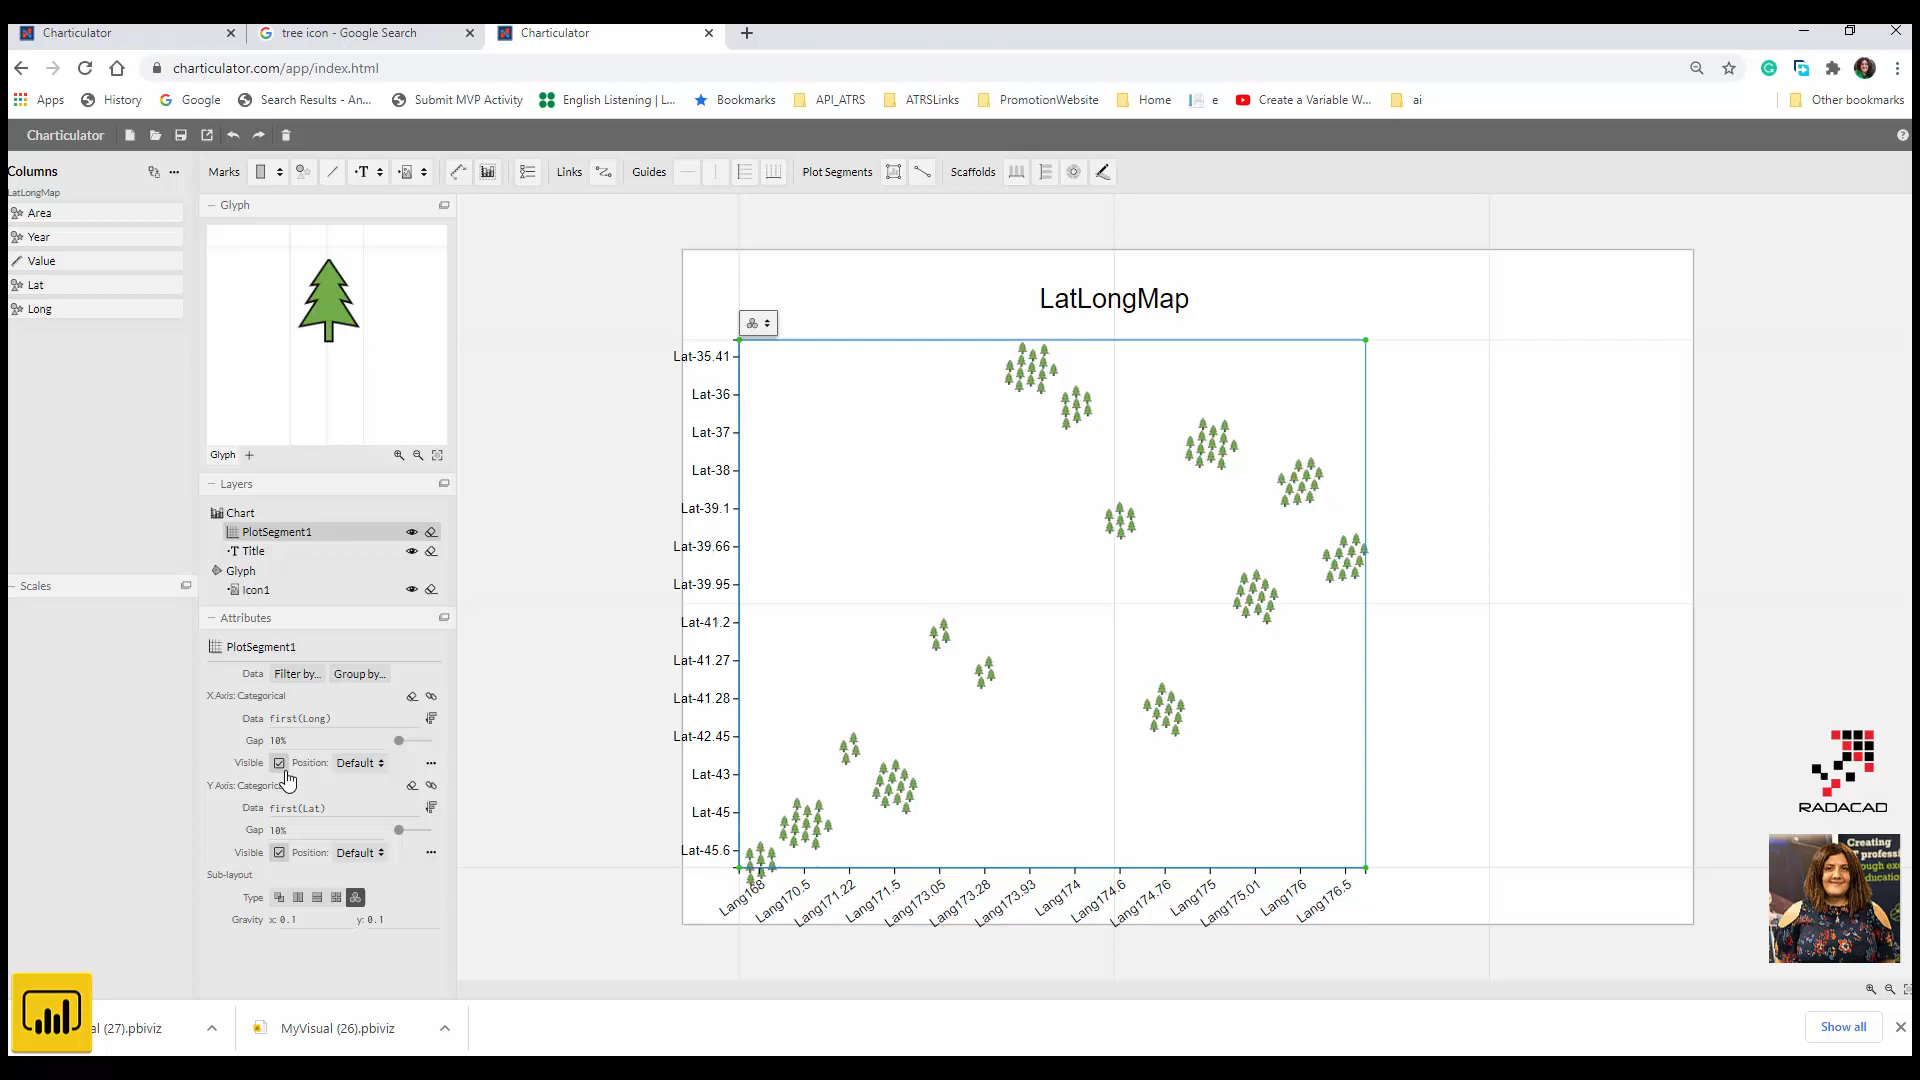 Charticulator
tree icon - Google Search
Charticulator
charticulator.com/app/index.html
Apps History Google Search Results - An... Submit MVP Activity English Listening | L... Bookmarks API_ATRS ATRSLinks PromotionWebsite Home e Create a Variable W... ai Other bookmarks
Charticulator
Columns
LatLongMap
Area
Year
Value
Lat
Long
Scales
Marks T Links Guides Plot Segments Scaffolds
Glyph
Glyph
Layers
Chart
PlotSegment1
T Title
Glyph
Icon1
Attributes
PlotSegment1
Data Filter by... Group by...
X Axis: Categorical
Data first(Long)
Gap 10%
Visible Position: Default
Y Axis: Categoric
Data first(Lat)
Gap 10%
Visible Position: Default
Sub-layout
Type
Gravity x: 0.1 y: 0.1
LatLongMap
Lat-35.41
Lat-36
Lat-37
Lat-38
Lat-39.1
Lat-39.66
Lat-39.95
Lat-41.2
Lat-41.27
Lat-41.28
Lat-42.45
Lat-43
Lat-45
Lat-45.6
Lang168
Lang170.5
Lang171.22
Lang171.5
Lang173.05
Lang173.28
Lang173.93
Lang174
Lang174.6
Lang174.76
Lang175
Lang175.01
Lang176
Lang176.5
RADACAD
Creating
profession
al (27).pbiviz
MyVisual (26).pbiviz
Show all